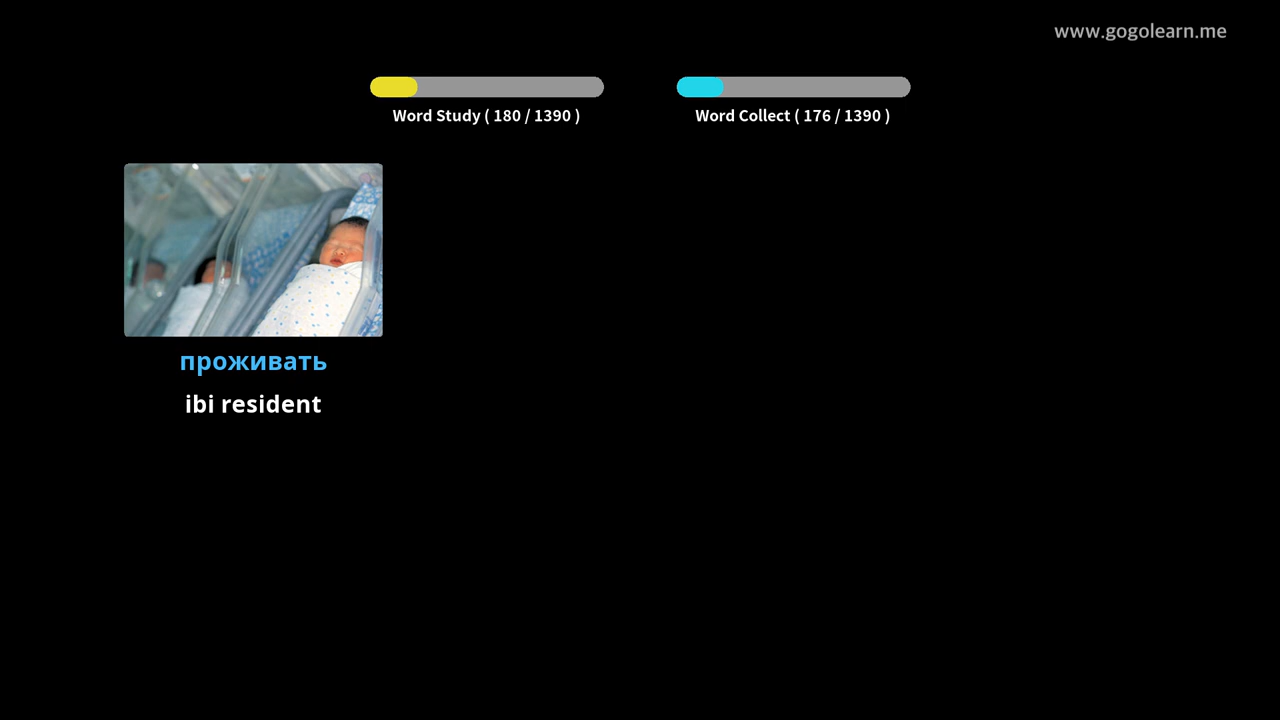 www.gogolearn.me
Word Study ( 180 / 1390 )
Word Collect ( 176 / 1390 )
проживать
ibi resident